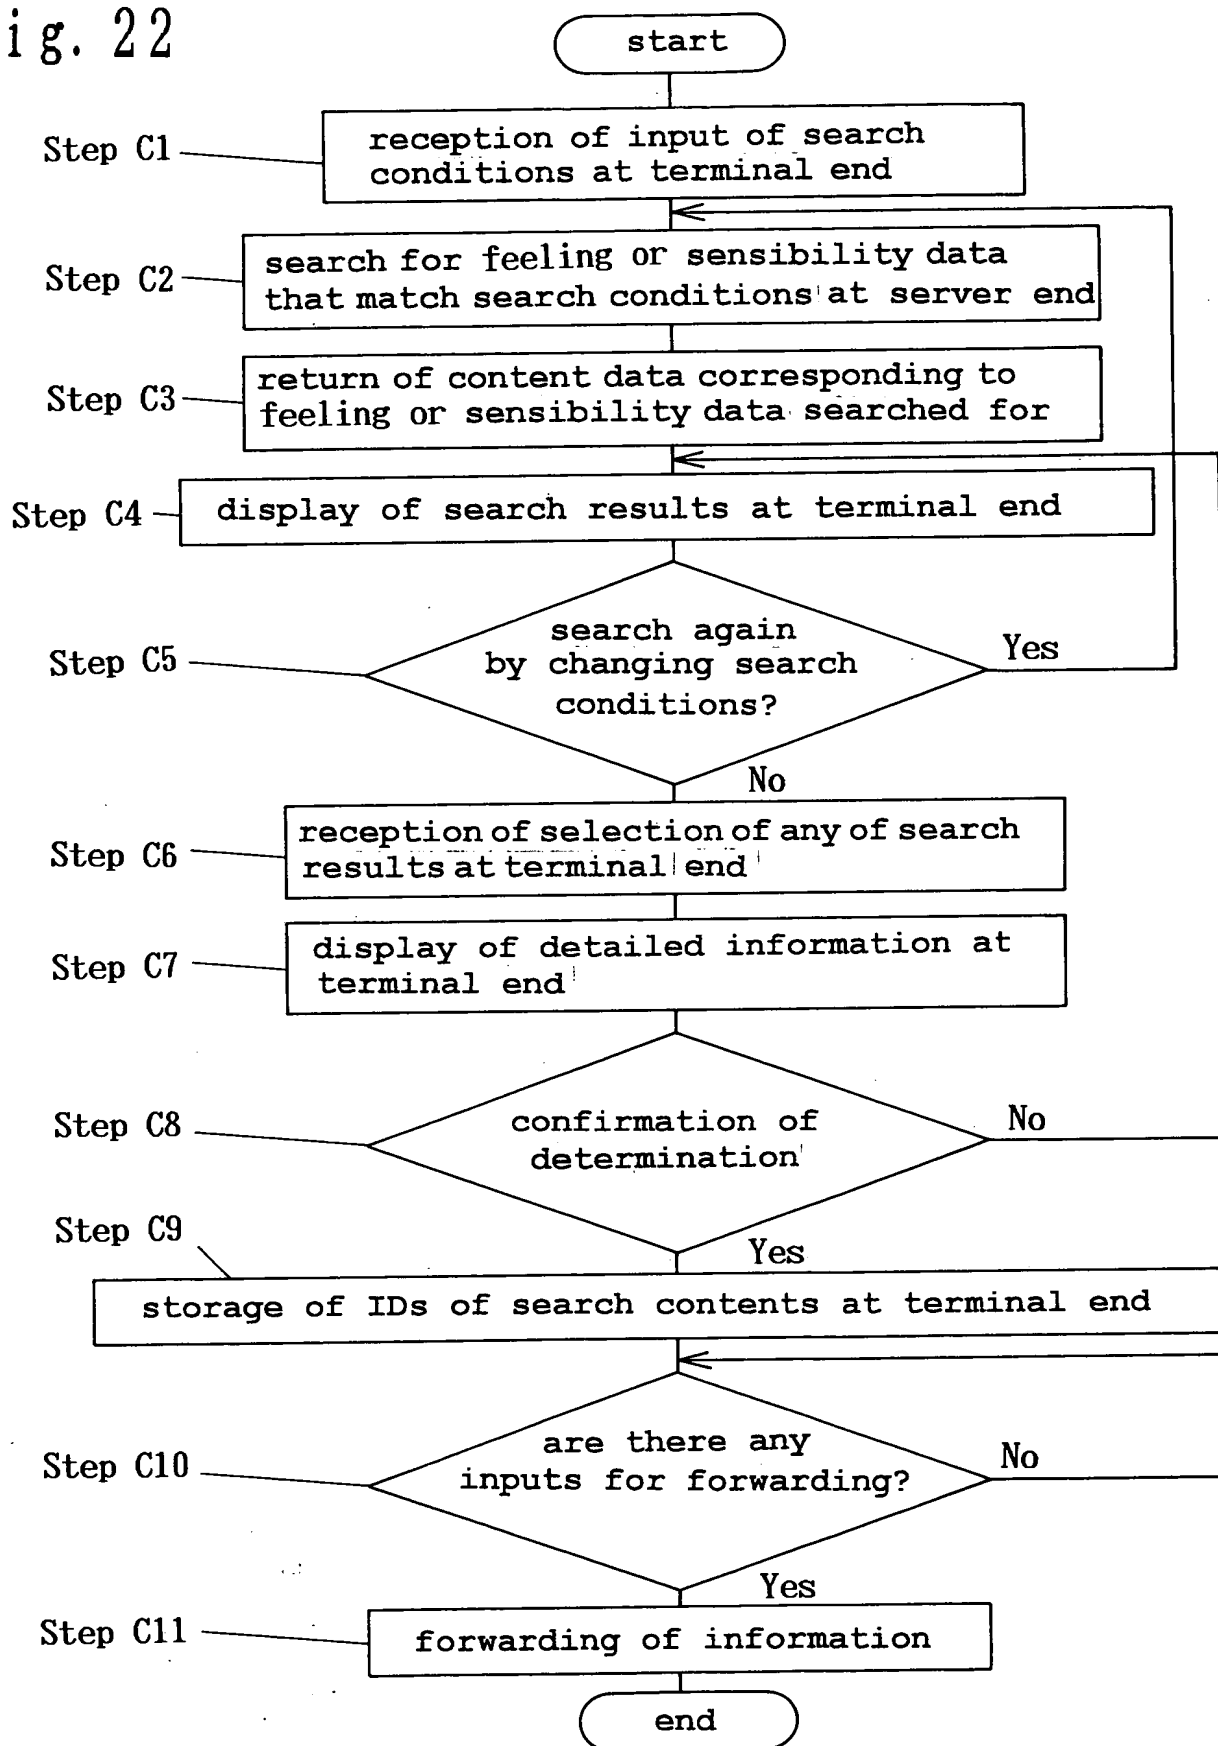 ig. 22
start
Step C1
reception of input of search
conditions at terminal end
Step C2
search for feeling or sensibility data
that match search conditions at server end
Step C3
return of content data corresponding to
feeling or sensibility data searched for
Step C4
display of search results at terminal end
Step C5
search again
by changing search
conditions?
Yes
No
Step C6
reception of selection of any of search
results at terminal end
Step C7
display of detailed information at
terminal end
Step C8
confirmation of
determination
No
Step C9
Yes
storage of IDs of search contents at terminal end
Step C10
are there any
inputs for forwarding?
No
Yes
Step C11
forwarding of information
end